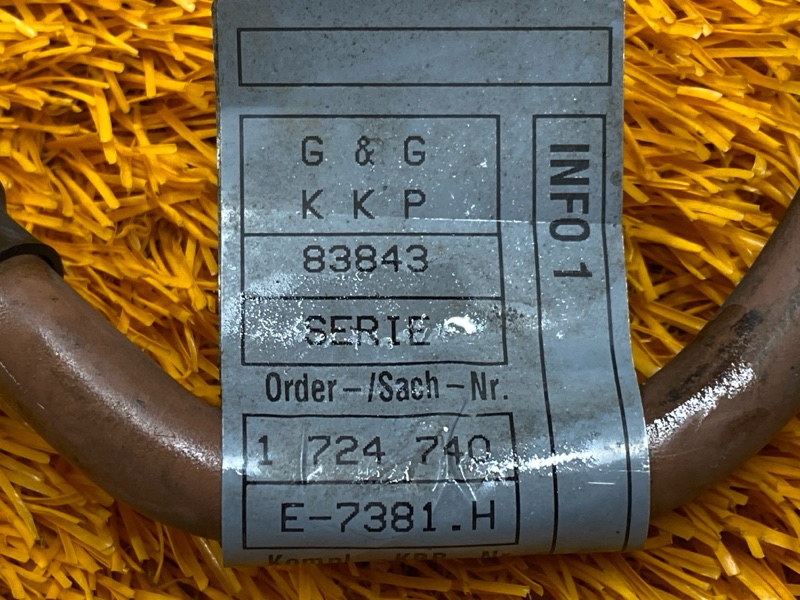 G & G
K K P
83843
SERIE
Order-/Sach-Nr.
1 724 740
E-7381.H
INFO 1